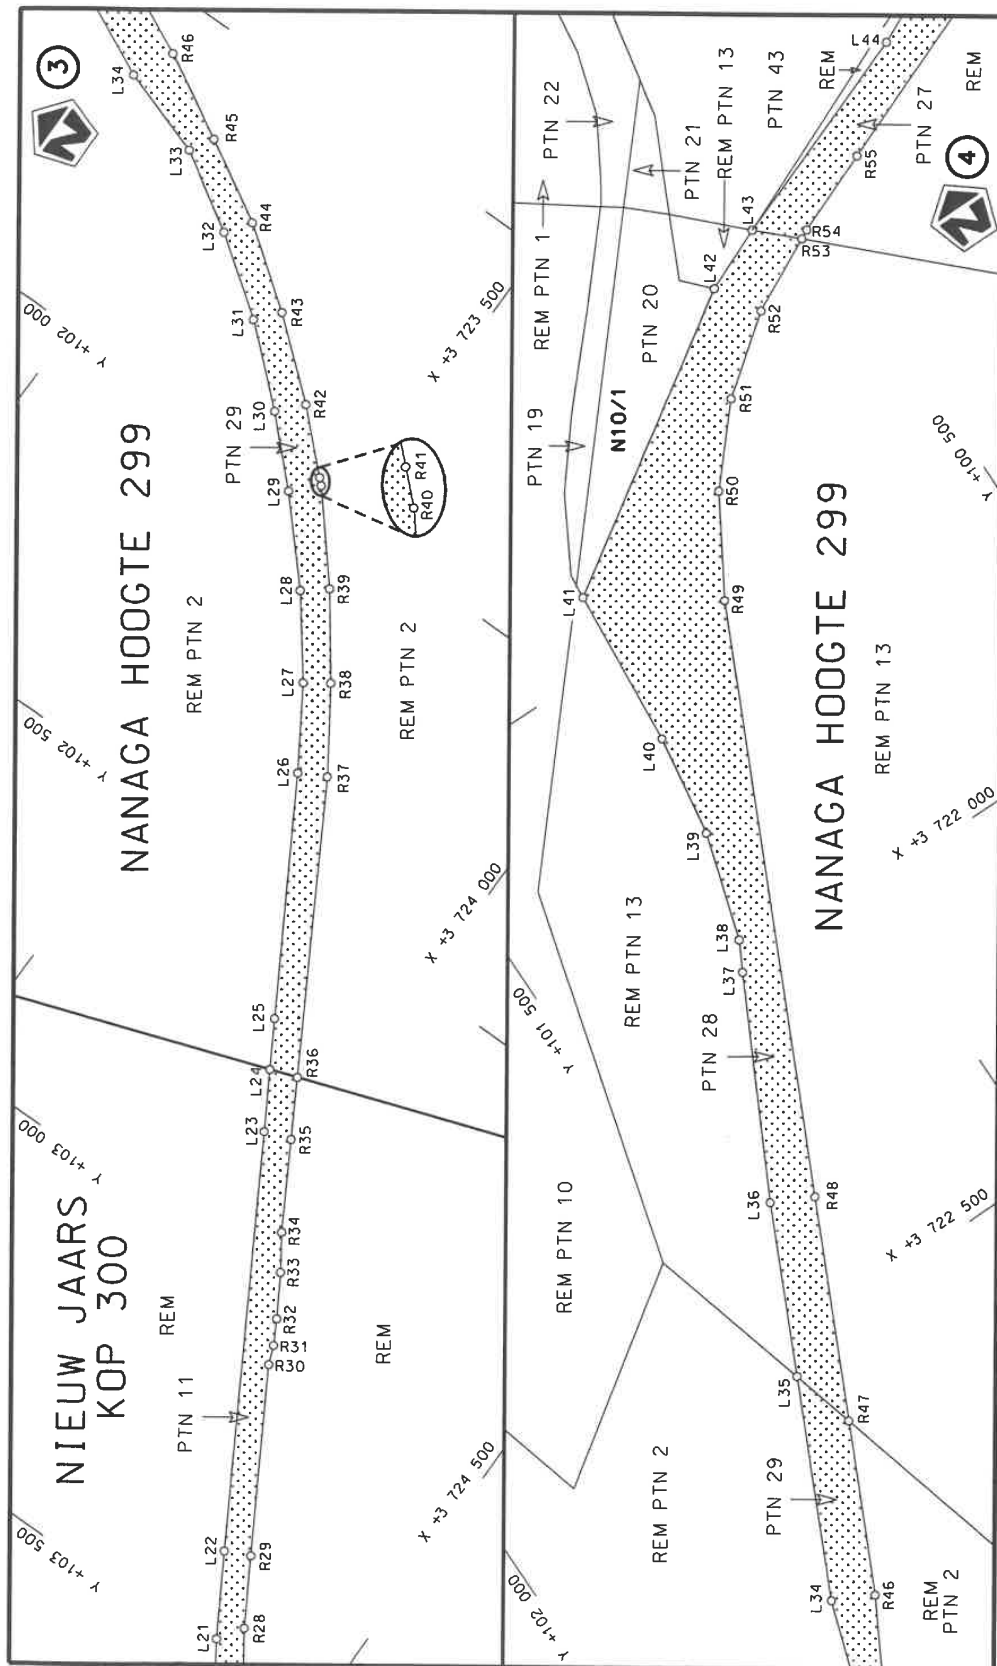 3
NIEUW JAARS
KOP 300
NANAGA HOOGTE 299
Y +103 500
Y +103 000
Y +102 500
Y +102 000
REM
PTN 11
REM
REM PTN 2
PTN 29
REM PTN 2
L21
L22
L23
L24
L25
L26
L27
L28
L29
L30
L31
L32
L33
L34
R28
R29
R30
R31
R32
R33
R34
R35
R36
R37
R38
R39
R40
R41
R42
R43
R44
R45
R46
X +3 724 500
X +3 724 000
X +3 723 500
4
NANAGA HOOGTE 299
REM PTN 13
Y +102 000
Y +101 500
Y +100 500
REM PTN 2
PTN 29
REM
PTN 2
REM PTN 10
REM PTN 13
PTN 28
PTN 19
REM PTN 1
PTN 22
N10/1
PTN 20
PTN 21
REM PTN 13
PTN 43
REM
PTN 27
REM
L34
L35
L36
L37
L38
L39
L40
L41
L42
L43
L44
R46
R47
R48
R49
R50
R51
R52
R53
R54
R55
X +3 722 500
X +3 722 000